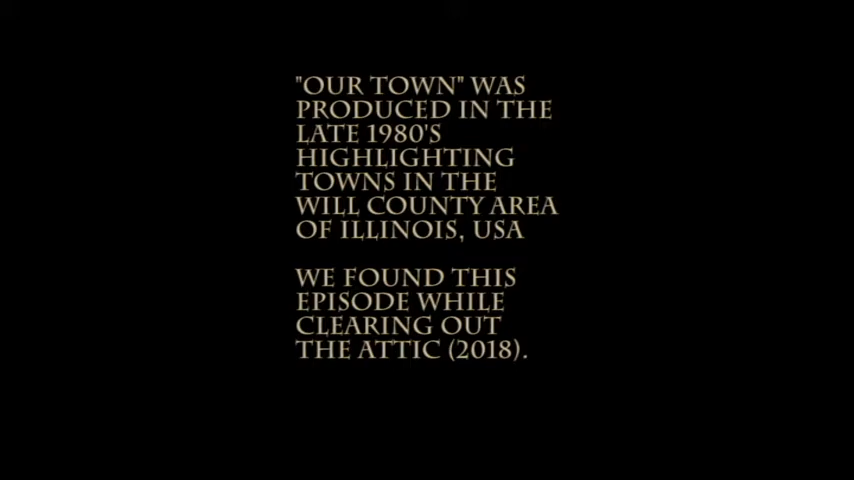 "OUR TOWN" WAS
PRODUCED IN THE
LATE 1980'S
HIGHLIGHTING
TOWNS IN THE
WILL COUNTY AREA
OF ILLINOIS, USA
WE FOUND THIS
EPISODE WHILE
CLEARING OUT
THE ATTIC (2018).